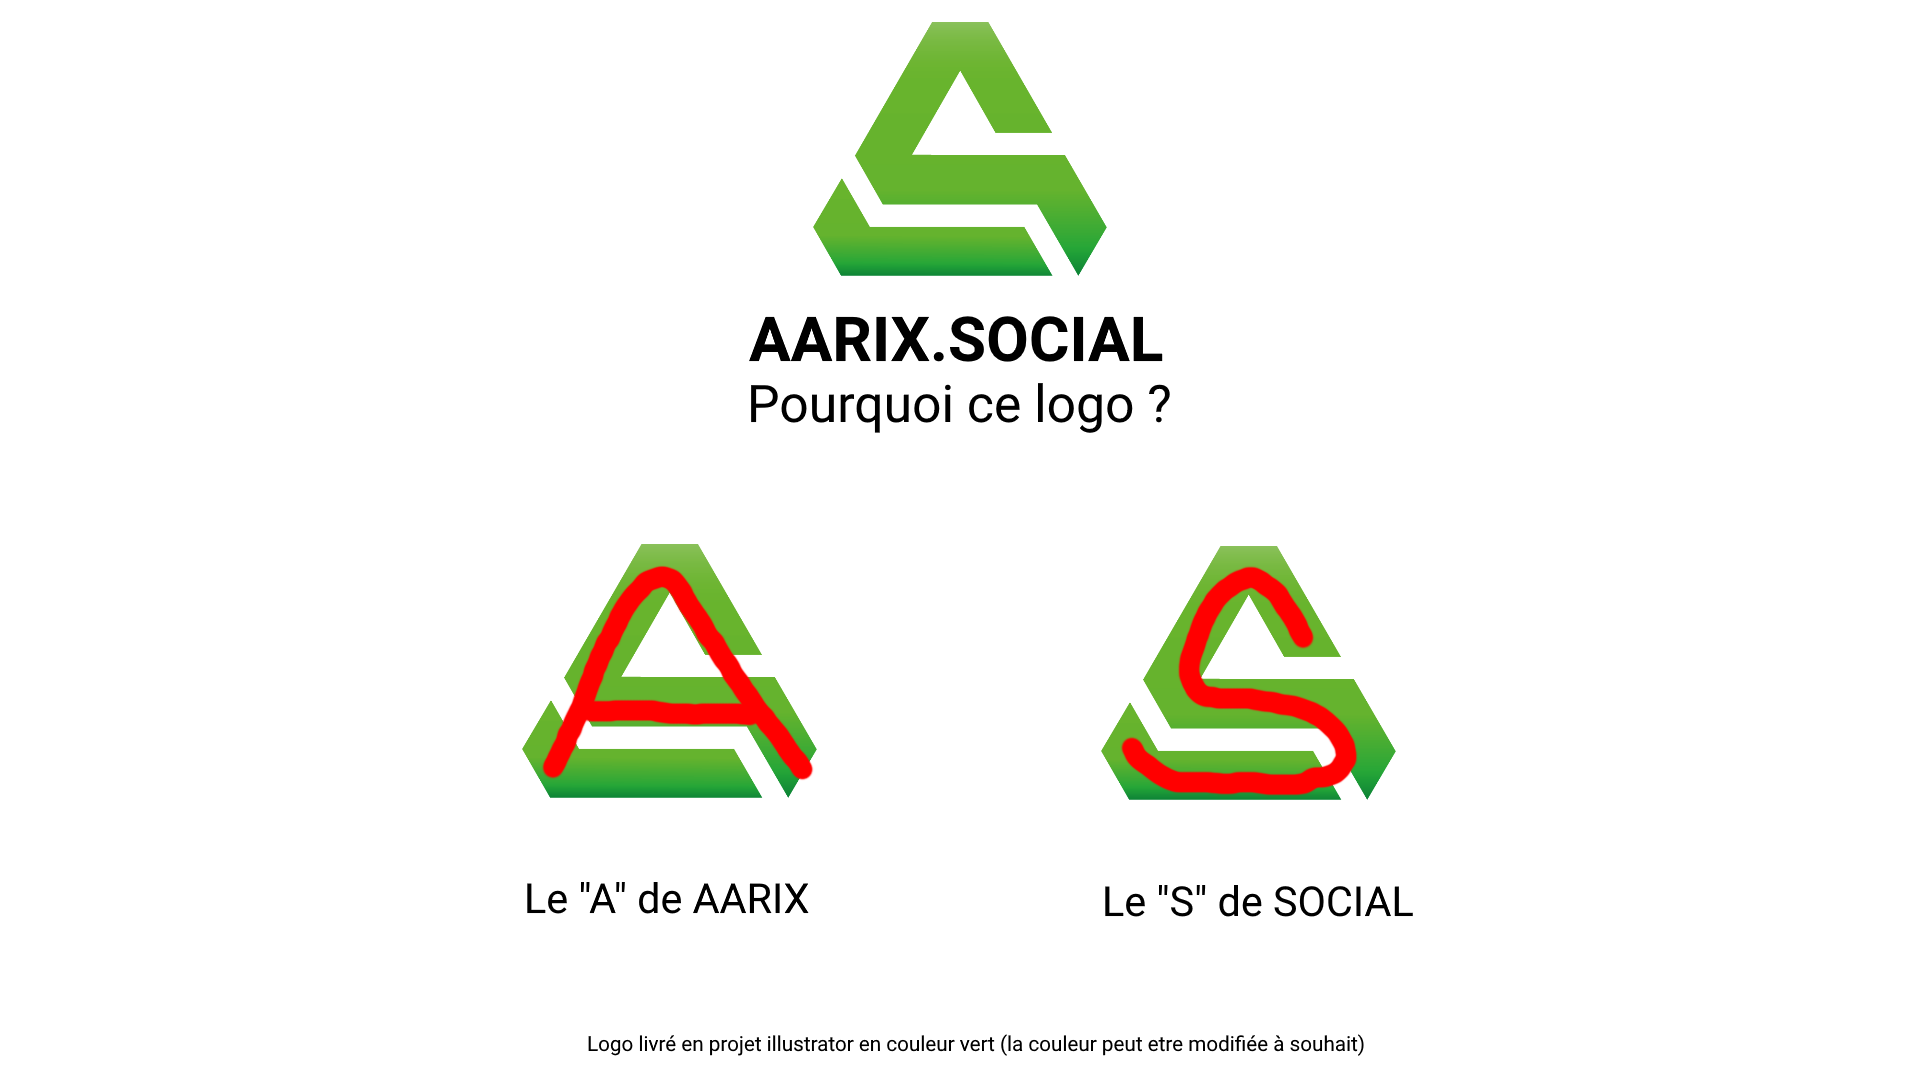 AARIX.SOCIAL
Pourquoi ce logo ?
Le "A" de AARIX
Le "S" de SOCIAL
Logo livré en projet illustrator en couleur vert (la couleur peut etre modifiée à souhait)